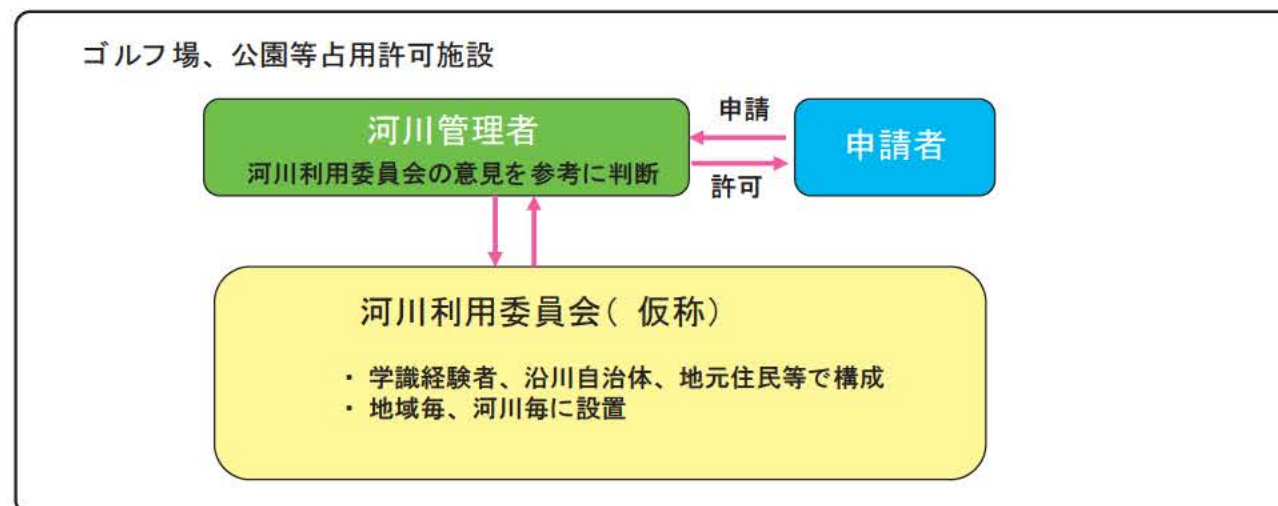 ゴルフ場、公園等占用許可施設
河川管理者
河川利用委員会の意見を参考に判断
申請
許可
申請者
河川利用委員会( 仮称)
・ 学識経験者、沿川自治体、地元住民等で構成
・ 地域毎、河川毎に設置